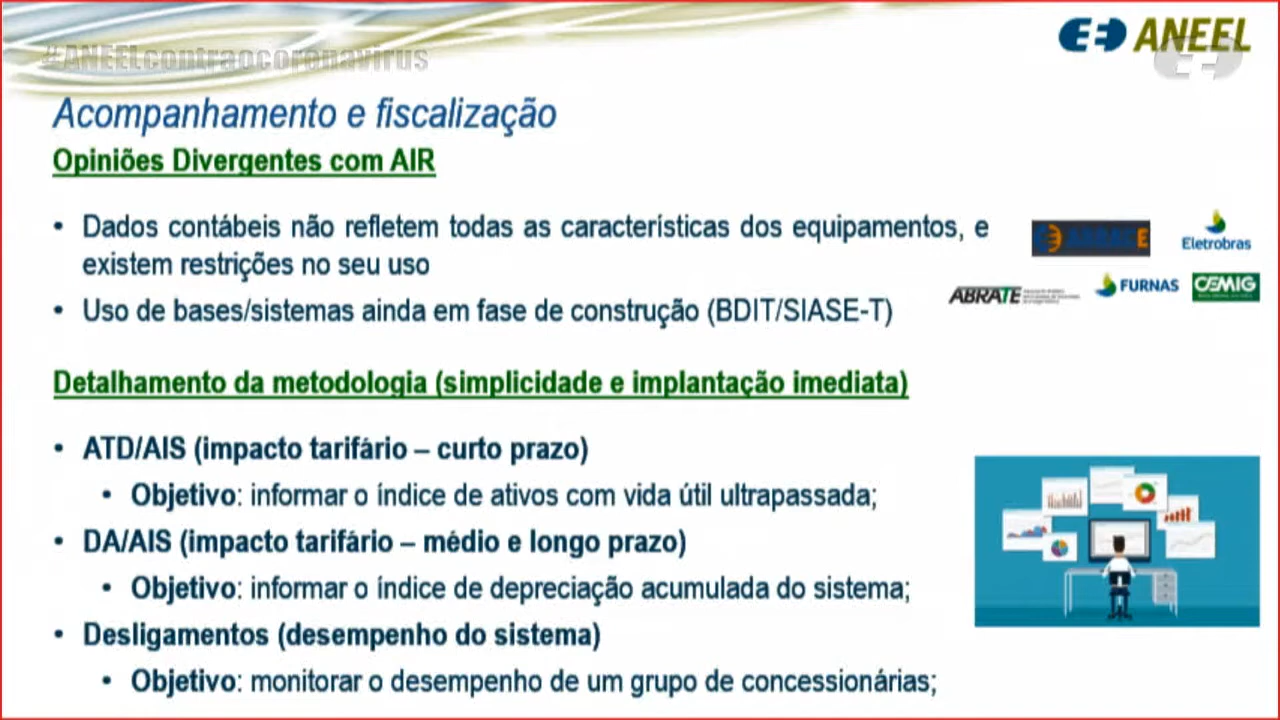 ANEEL
#ANEELcontraocoronavirus
Acompanhamento e fiscalização
Opiniões Divergentes com AIR
• Dados contábeis não refletem todas as características dos equipamentos, e
existem restrições no seu uso
• Uso de bases/sistemas ainda em fase de construção (BDIT/SIASE-T)
Eletrobras
ABRATE
FURNAS
CEMIG
Detalhamento da metodologia (simplicidade e implantação imediata)
• ATD/AIS (impacto tarifário – curto prazo)
• Objetivo: informar o índice de ativos com vida útil ultrapassada;
• DA/AIS (impacto tarifário – médio e longo prazo)
• Objetivo: informar o índice de depreciação acumulada do sistema;
• Desligamentos (desempenho do sistema)
• Objetivo: monitorar o desempenho de um grupo de concessionárias;